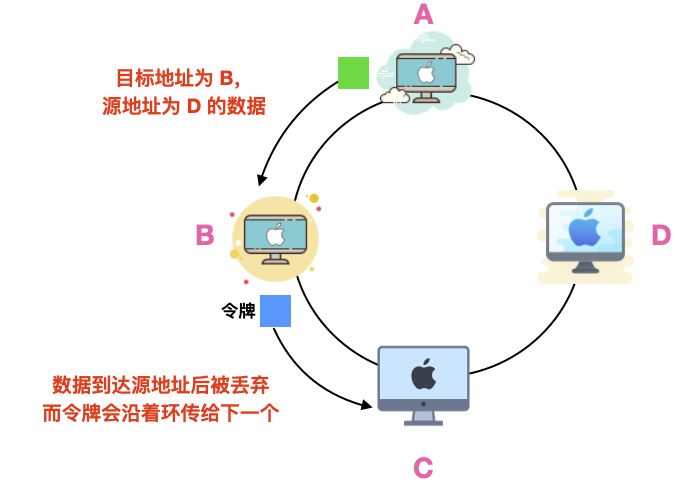 A
目标地址为 B，
源地址为 D 的数据
B
D
令牌
数据到达源地址后被丢弃
而令牌会沿着环传给下一个
C